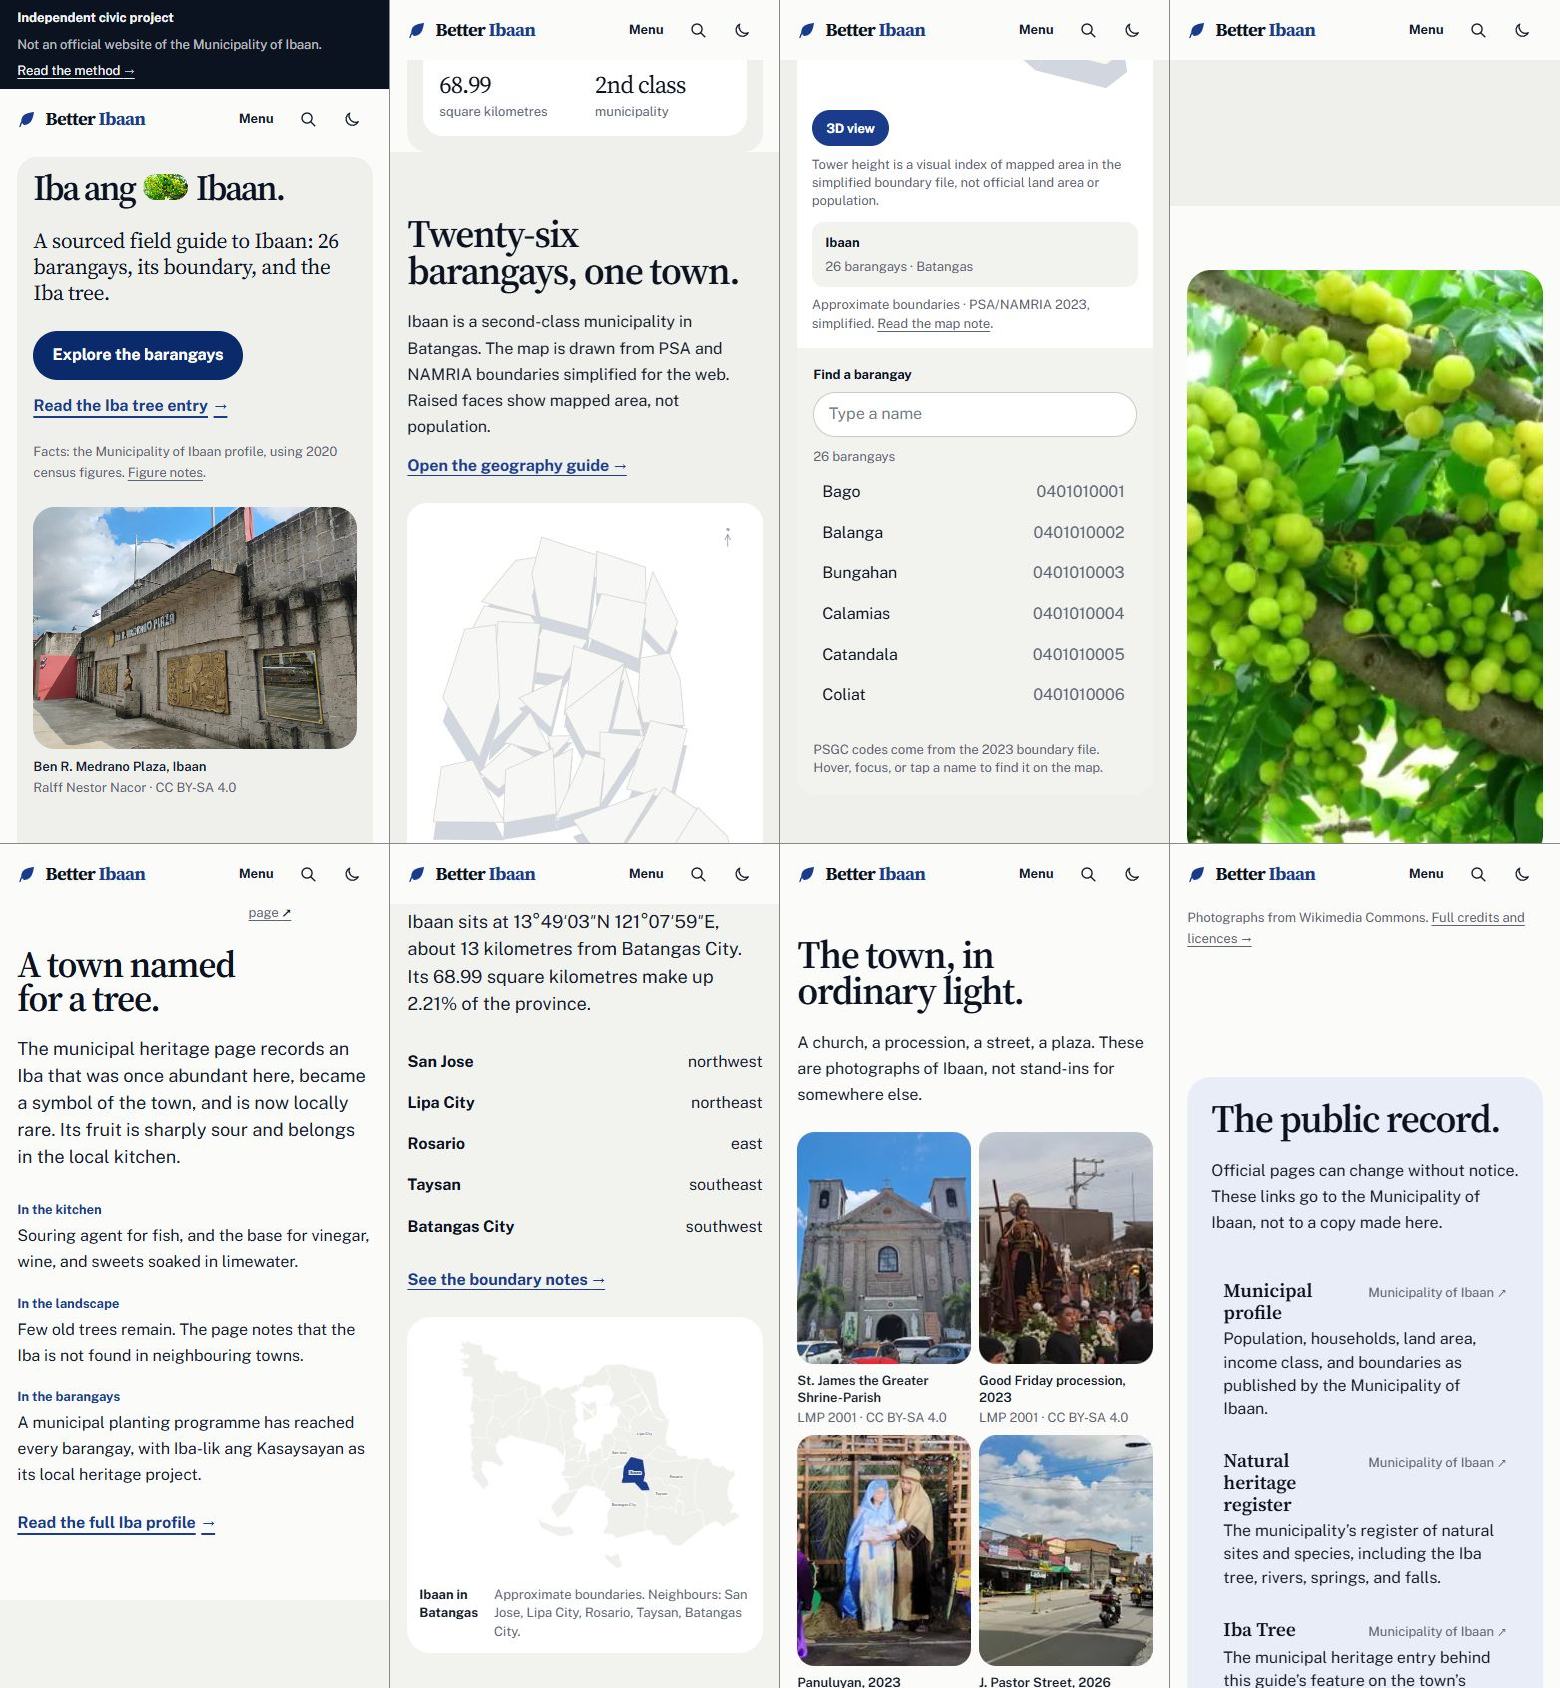 Independent civic project
Not an official website of the Municipality of Ibaan.
Read the method →
Better Ibaan
Menu
Iba ang Ibaan.
A sourced field guide to Ibaan: 26
barangays, its boundary, and the
Iba tree.
Explore the barangays
Read the Iba tree entry →
Facts: the Municipality of Ibaan profile, using 2020
census figures. Figure notes.
Ben R. Medrano Plaza, Ibaan
Ralff Nestor Nacor · CC BY-SA 4.0
Better Ibaan
Menu
68.99
square kilometres
2nd class
municipality
Twenty-six
barangays, one town.
Ibaan is a second-class municipality in
Batangas. The map is drawn from PSA and
NAMRIA boundaries simplified for the web.
Raised faces show mapped area, not
population.
Open the geography guide →
Better Ibaan
Menu
3D view
Tower height is a visual index of mapped area in the
simplified boundary file, not official land area or
population.
Ibaan
26 barangays · Batangas
Approximate boundaries · PSA/NAMRIA 2023,
simplified. Read the map note.
Find a barangay
Type a name
26 barangays
Bago 0401010001
Balanga 0401010002
Bungahan 0401010003
Calamias 0401010004
Catandala 0401010005
Coliat 0401010006
PSGC codes come from the 2023 boundary file.
Hover, focus, or tap a name to find it on the map.
Better Ibaan
Menu
Better Ibaan
Menu
page ↗
A town named
for a tree.
The municipal heritage page records an
Iba that was once abundant here, became
a symbol of the town, and is now locally
rare. Its fruit is sharply sour and belongs
in the local kitchen.
In the kitchen
Souring agent for fish, and the base for vinegar,
wine, and sweets soaked in limewater.
In the landscape
Few old trees remain. The page notes that the
Iba is not found in neighbouring towns.
In the barangays
A municipal planting programme has reached
every barangay, with Iba-lik ang Kasaysayan as
its local heritage project.
Read the full Iba profile →
Better Ibaan
Menu
Ibaan sits at 13°49′03″N 121°07′59″E,
about 13 kilometres from Batangas City.
Its 68.99 square kilometres make up
2.21% of the province.
San Jose northwest
Lipa City northeast
Rosario east
Taysan southeast
Batangas City southwest
See the boundary notes →
Lipa City
San Jose
Ibaan
Rosario
Taysan
Batangas City
Ibaan in
Batangas
Approximate boundaries. Neighbours: San
Jose, Lipa City, Rosario, Taysan, Batangas
City.
Better Ibaan
Menu
The town, in
ordinary light.
A church, a procession, a street, a plaza. These
are photographs of Ibaan, not stand-ins for
somewhere else.
St. James the Greater
Shrine-Parish
LMP 2001 · CC BY-SA 4.0
Good Friday procession,
2023
LMP 2001 · CC BY-SA 4.0
Panuluyan, 2023
J. Pastor Street, 2026
Better Ibaan
Menu
Photographs from Wikimedia Commons. Full credits and
licences →
The public record.
Official pages can change without notice.
These links go to the Municipality of
Ibaan, not to a copy made here.
Municipal
profile
Municipality of Ibaan ↗
Population, households, land area,
income class, and boundaries as
published by the Municipality of
Ibaan.
Natural
heritage
register
Municipality of Ibaan ↗
The municipality’s register of natural
sites and species, including the Iba
tree, rivers, springs, and falls.
Iba Tree
Municipality of Ibaan ↗
The municipal heritage entry behind
this guide’s feature on the town’s